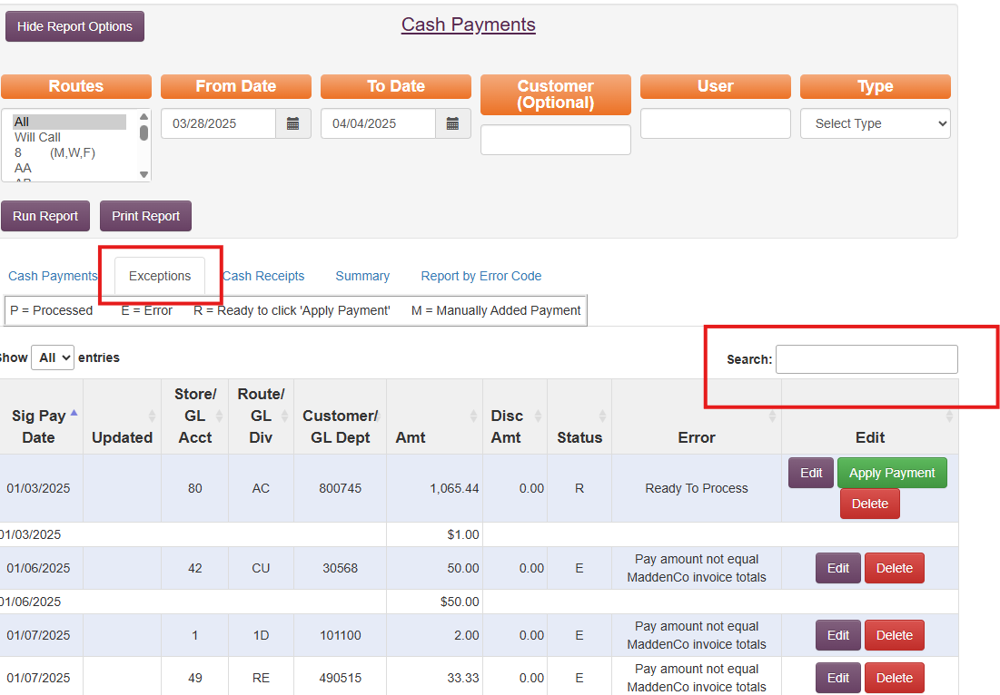 Hide Report Options
Cash Payments
Routes
From Date
To Date
Customer
(Optional)
User
Type
All
Will Call
8 (M,W,F)
AA
03/28/2025
04/04/2025
Select Type
Run Report
Print Report
Cash Payments
Exceptions
Cash Receipts
Summary
Report by Error Code
P = Processed E = Error R = Ready to click 'Apply Payment' M = Manually Added Payment
Show All entries
Search:
Sig Pay Date
Updated
Store/ GL Acct
Route/ GL Div
Customer/ GL Dept
Amt
Disc Amt
Status
Error
Edit
01/03/2025 80 AC 800745 1,065.44 0.00 R Ready To Process Edit Apply Payment
Delete
01/03/2025 $1.00
01/06/2025 42 CU 30568 50.00 0.00 E Pay amount not equal MaddenCo invoice totals Edit Delete
01/06/2025 $50.00
01/07/2025 1 1D 101100 2.00 0.00 E Pay amount not equal MaddenCo invoice totals Edit Delete
01/07/2025 49 RE 490515 33.33 0.00 E Pay amount not equal MaddenCo invoice totals Edit Delete